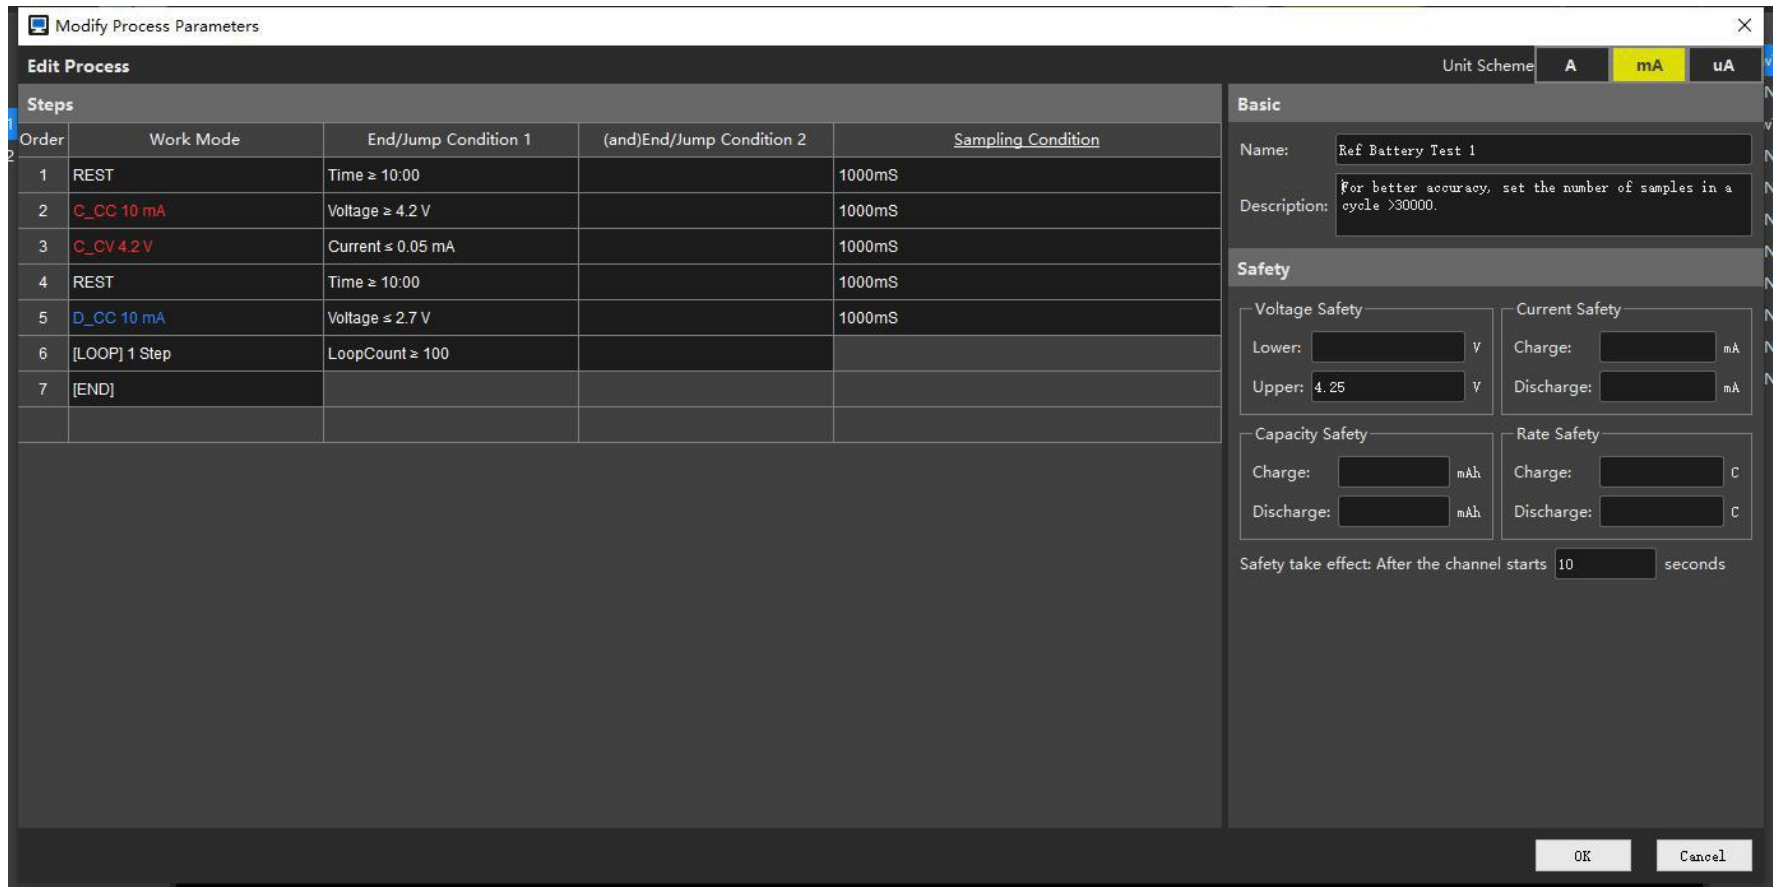 Modify Process Parameters
Edit Process
Unit Scheme A mA uA
Steps
Order Work Mode End/Jump Condition 1 (and)End/Jump Condition 2 Sampling Condition
1 REST Time ≥ 10:00 1000mS
2 C_CC 10 mA Voltage ≥ 4.2 V 1000mS
3 C_CV 4.2 V Current ≤ 0.05 mA 1000mS
4 REST Time ≥ 10:00 1000mS
5 D_CC 10 mA Voltage ≤ 2.7 V 1000mS
6 [LOOP] 1 Step LoopCount ≥ 100
7 [END]
Basic
Name: Ref Battery Test 1
Description: For better accuracy, set the number of samples in a
cycle >30000.
Safety
Voltage Safety
Lower: V
Upper: 4.25 V
Current Safety
Charge: mA
Discharge: mA
Capacity Safety
Charge: mAh
Discharge: mAh
Rate Safety
Charge: C
Discharge: C
Safety take effect: After the channel starts 10 seconds
OK Cancel